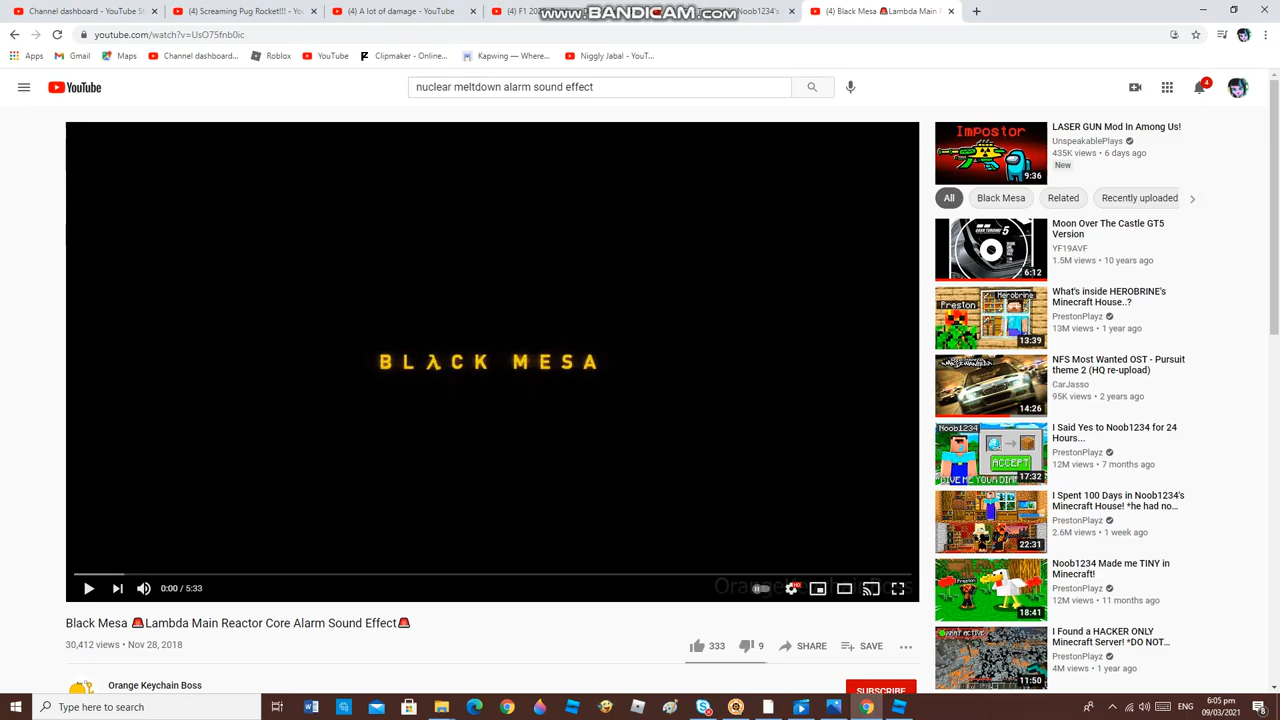 (4) Channel dashboard - YouTube St
(4) Screaming Pug Rocket!!! - You
(4) A lot of damage - YouTube
(4) F1 202
Noob1234's
(4) Black Mesa 🚨Lambda Main R
www.BANDICAM.com
youtube.com/watch?v=UsO75fnb0ic
Apps
Gmail
Maps
Channel dashboard...
Roblox
YouTube
Clipmaker - Online...
Kapwing — Where...
Niggly Jabal - YouT...
YouTube
nuclear meltdown alarm sound effect
4
BLλCK MESA
0:00 / 5:33
HD
Black Mesa 🚨Lambda Main Reactor Core Alarm Sound Effect🚨
30,412 views • Nov 28, 2018
333
9
SHARE
SAVE
Orange Keychain Boss
SUBSCRIBE
Impostor
9:36
LASER GUN Mod In Among Us!
UnspeakablePlays
435K views • 6 days ago
New
All
Black Mesa
Related
Recently uploaded
6:12
Moon Over The Castle GT5
Version
YF19AVF
1.5M views • 10 years ago
Preston
Herobrine
13:39
What's inside HEROBRINE's
Minecraft House..?
PrestonPlayz
13M views • 1 year ago
14:26
NFS Most Wanted OST - Pursuit
theme 2 (HQ re-upload)
CarJasso
95K views • 2 years ago
Noob1234
ACCEPT
17:32
I Said Yes to Noob1234 for 24
Hours...
PrestonPlayz
12M views • 7 months ago
22:31
I Spent 100 Days in Noob1234's
Minecraft House! *he had no...
PrestonPlayz
2.6M views • 1 week ago
Preston
18:41
Noob1234 Made me TINY in
Minecraft!
PrestonPlayz
12M views • 11 months ago
11:50
I Found a HACKER ONLY
Minecraft Server! *DO NOT...
PrestonPlayz
4M views • 1 year ago
Type here to search
ENG
6:05 pm
09/03/2021